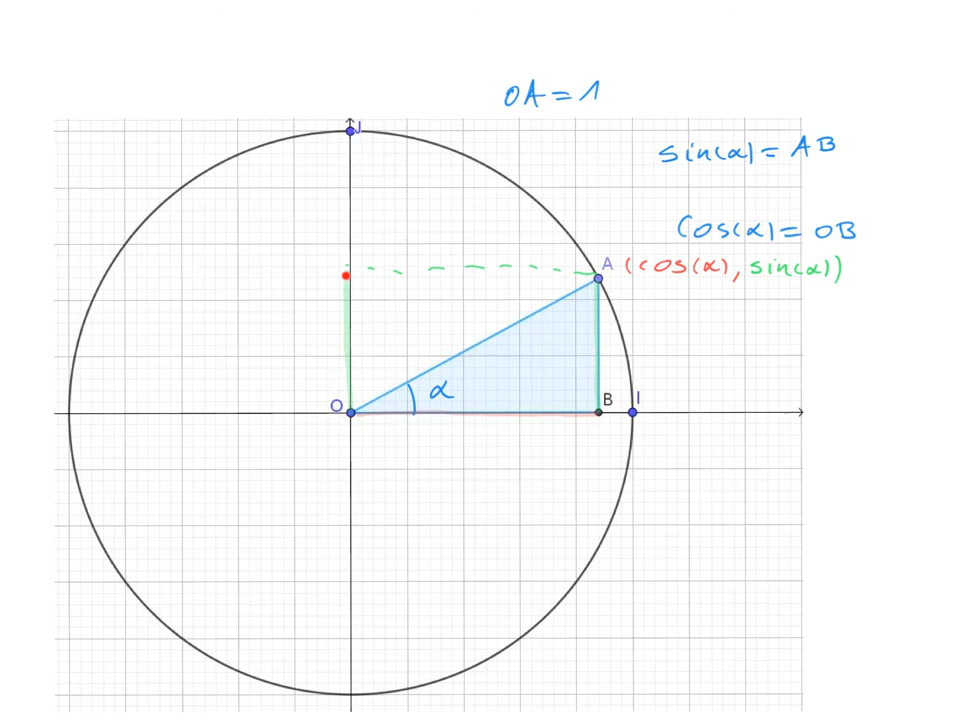 OA = 1
J
sin(α) = AB
cos(α) = OB
A (cos(α), sin(α))
α
O B I